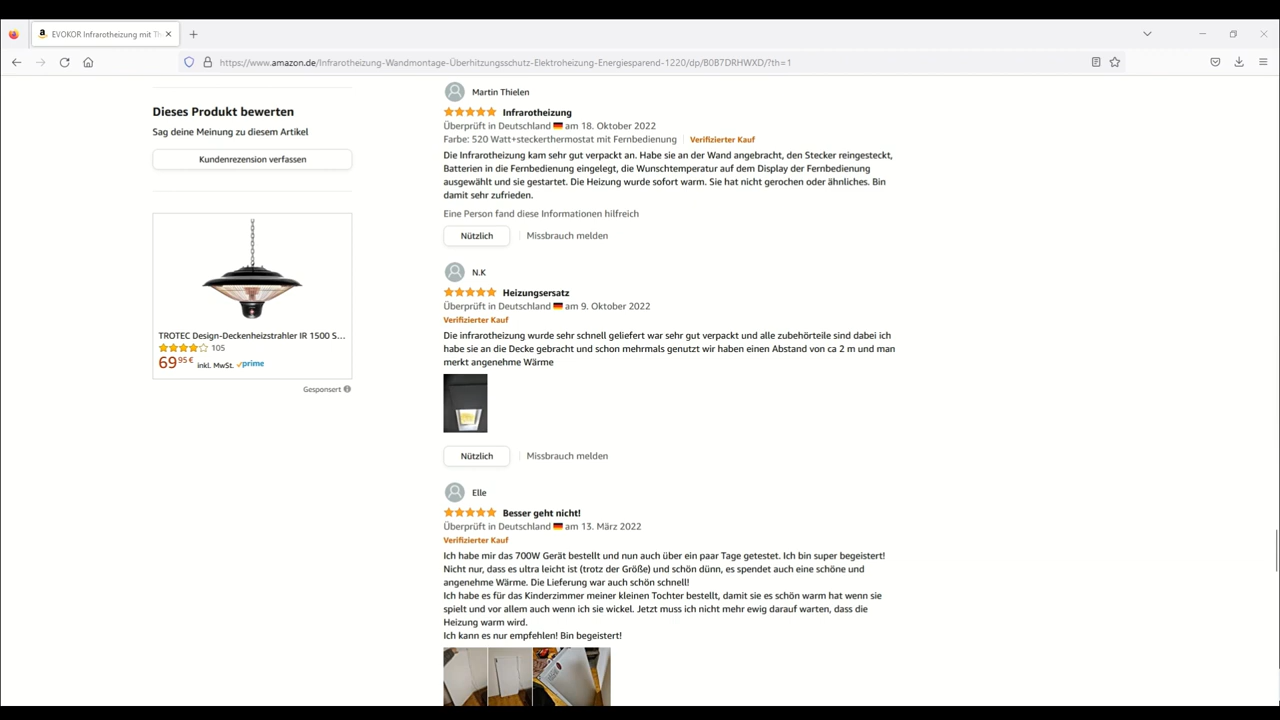 EVOKOR Infrarotheizung mit Th
https://www.amazon.de/Infrarotheizung-Wandmontage-Überhitzungsschutz-Elektroheizung-Energiesparend-1220/dp/B0B7DRHWXD/?th=1
Dieses Produkt bewerten
Sag deine Meinung zu diesem Artikel
Kundenrezension verfassen
TROTEC Design-Deckenheizstrahler IR 1500 S...
105
69 95 € inkl. MwSt. prime
Gesponsert
Martin Thielen
Infrarotheizung
Überprüft in Deutschland am 18. Oktober 2022
Farbe: 520 Watt+steckerthermostat mit Fernbedienung | Verifizierter Kauf
Die Infrarotheizung kam sehr gut verpackt an. Habe sie an der Wand angebracht, den Stecker reingesteckt,
Batterien in die Fernbedienung eingelegt, die Wunschtemperatur auf dem Display der Fernbedienung
ausgewählt und sie gestartet. Die Heizung wurde sofort warm. Sie hat nicht gerochen oder ähnliches. Bin
damit sehr zufrieden.
Eine Person fand diese Informationen hilfreich
Nützlich | Missbrauch melden
N.K
Heizungsersatz
Überprüft in Deutschland am 9. Oktober 2022
Verifizierter Kauf
Die infrarotheizung wurde sehr schnell geliefert war sehr gut verpackt und alle zubehörteile sind dabei ich
habe sie an die Decke gebracht und schon mehrmals genutzt wir haben einen Abstand von ca 2 m und man
merkt angenehme Wärme
Nützlich | Missbrauch melden
Elle
Besser geht nicht!
Überprüft in Deutschland am 13. März 2022
Verifizierter Kauf
Ich habe mir das 700W Gerät bestellt und nun auch über ein paar Tage getestet. Ich bin super begeistert!
Nicht nur, dass es ultra leicht ist (trotz der Größe) und schön dünn, es spendet auch eine schöne und
angenehme Wärme. Die Lieferung war auch schön schnell!
Ich habe es für das Kinderzimmer meiner kleinen Tochter bestellt, damit sie es schön warm hat wenn sie
spielt und vor allem auch wenn ich sie wickel. Jetzt muss ich nicht mehr ewig darauf warten, dass die
Heizung warm wird.
Ich kann es nur empfehlen! Bin begeistert!